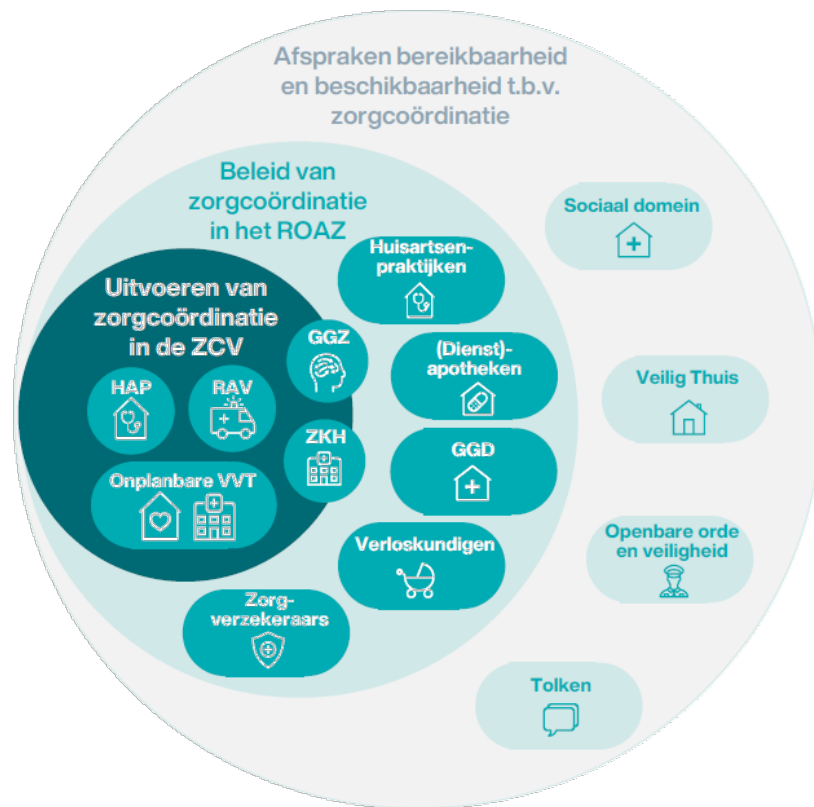 Afspraken bereikbaarheid
en beschikbaarheid t.b.v.
zorgcoördinatie
Beleid van
zorgcoördinatie
in het ROAZ
Uitvoeren van
zorgcoördinatie
in de ZCV
HAP
RAV
Onplanbare VVT
GGZ
ZKH
Huisartsen-
praktijken
(Dienst)-
apotheken
GGD
Verloskundigen
Zorg-
verzekeraars
Sociaal domein
Veilig Thuis
Openbare orde
en veiligheid
Tolken